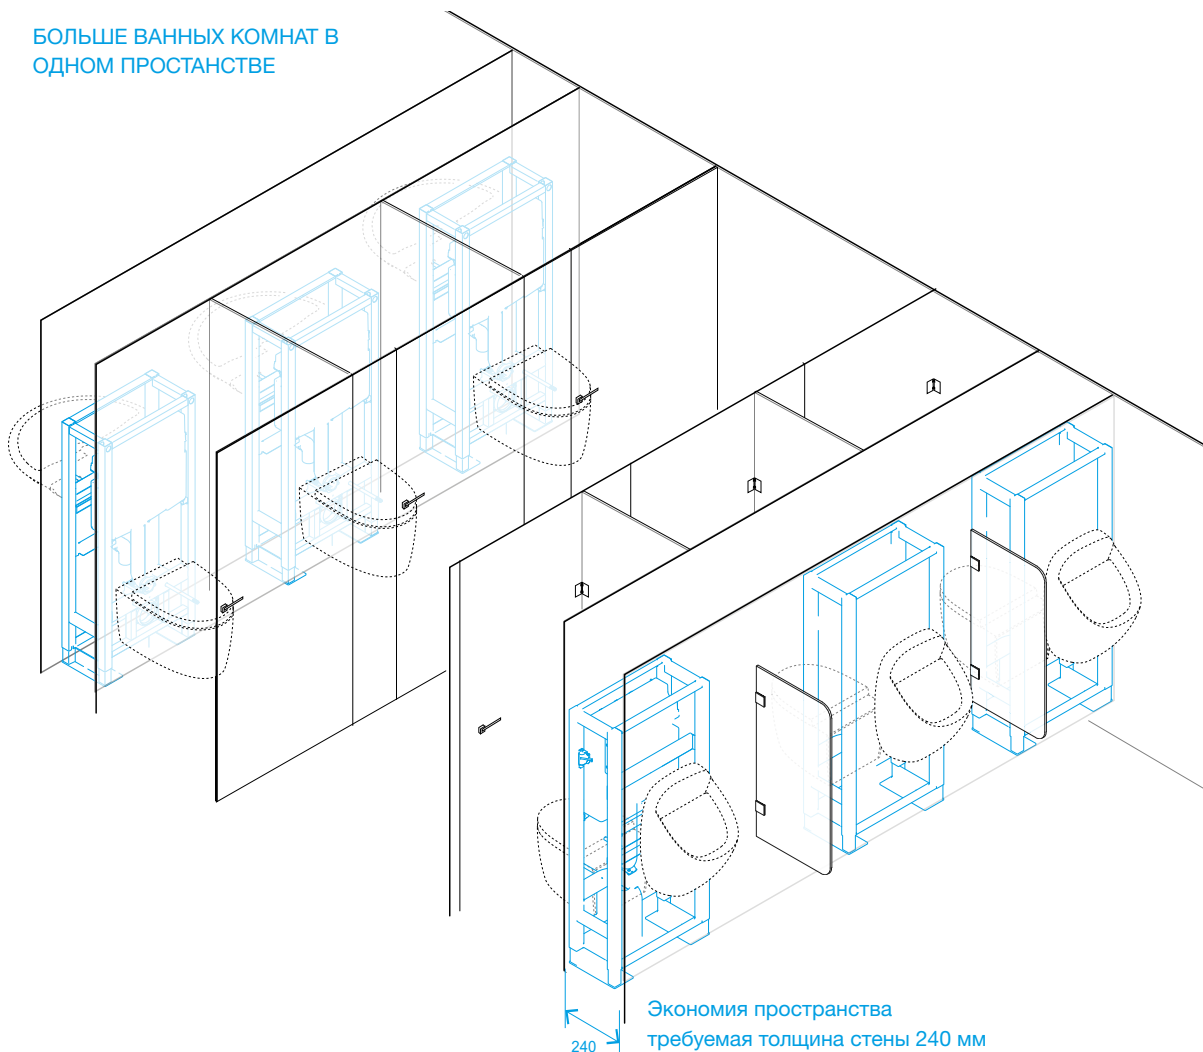 БОЛЬШЕ ВАННЫХ КОМНАТ В
ОДНОМ ПРОСТАНСТВЕ
Экономия пространства
требуемая толщина стены 240 мм
240